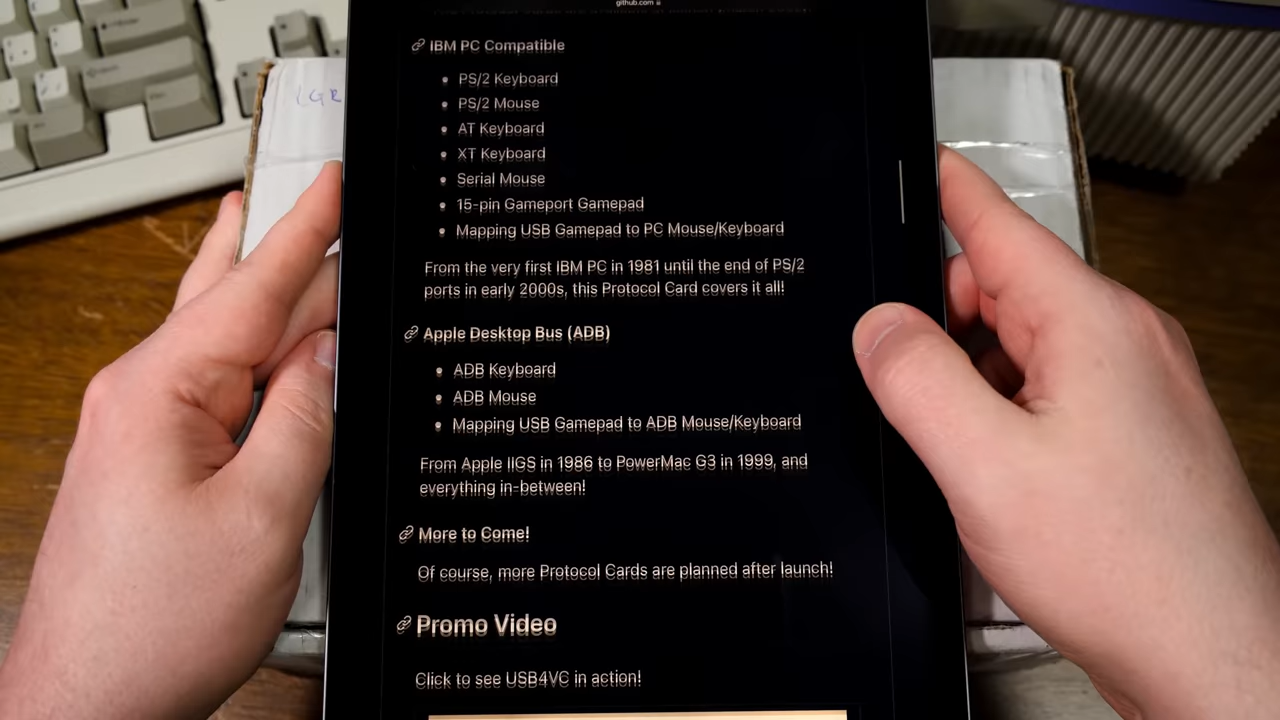 github.com
IBM PC Compatible
PS/2 Keyboard
PS/2 Mouse
AT Keyboard
XT Keyboard
Serial Mouse
15-pin Gameport Gamepad
Mapping USB Gamepad to PC Mouse/Keyboard
From the very first IBM PC in 1981 until the end of PS/2
ports in early 2000s, this Protocol Card covers it all!
Apple Desktop Bus (ADB)
ADB Keyboard
ADB Mouse
Mapping USB Gamepad to ADB Mouse/Keyboard
From Apple IIGS in 1986 to PowerMac G3 in 1999, and
everything in-between!
More to Come!
Of course, more Protocol Cards are planned after launch!
Promo Video
Click to see USB4VC in action!
LGR